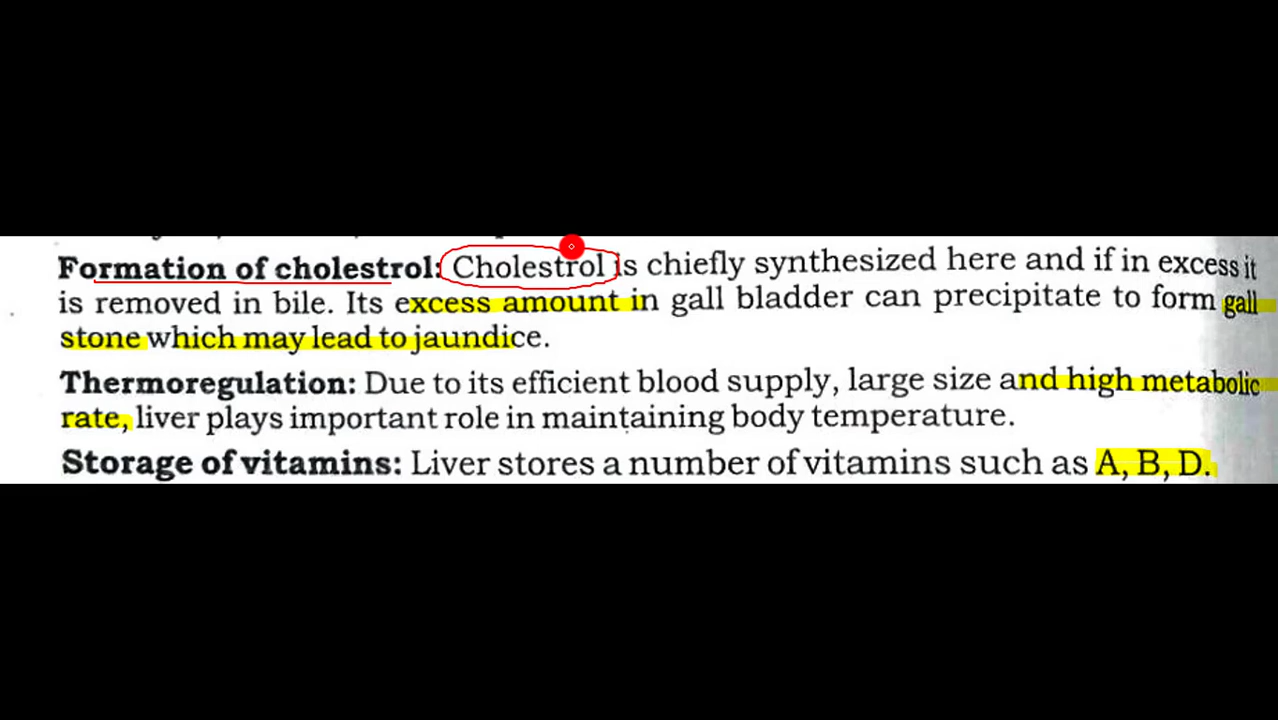 Formation of cholestrol: Cholestrol is chiefly synthesized here and if in excess it
is removed in bile. Its excess amount in gall bladder can precipitate to form gall
stone which may lead to jaundice.
Thermoregulation: Due to its efficient blood supply, large size and high metabolic
rate, liver plays important role in maintaining body temperature.
Storage of vitamins: Liver stores a number of vitamins such as A, B, D.